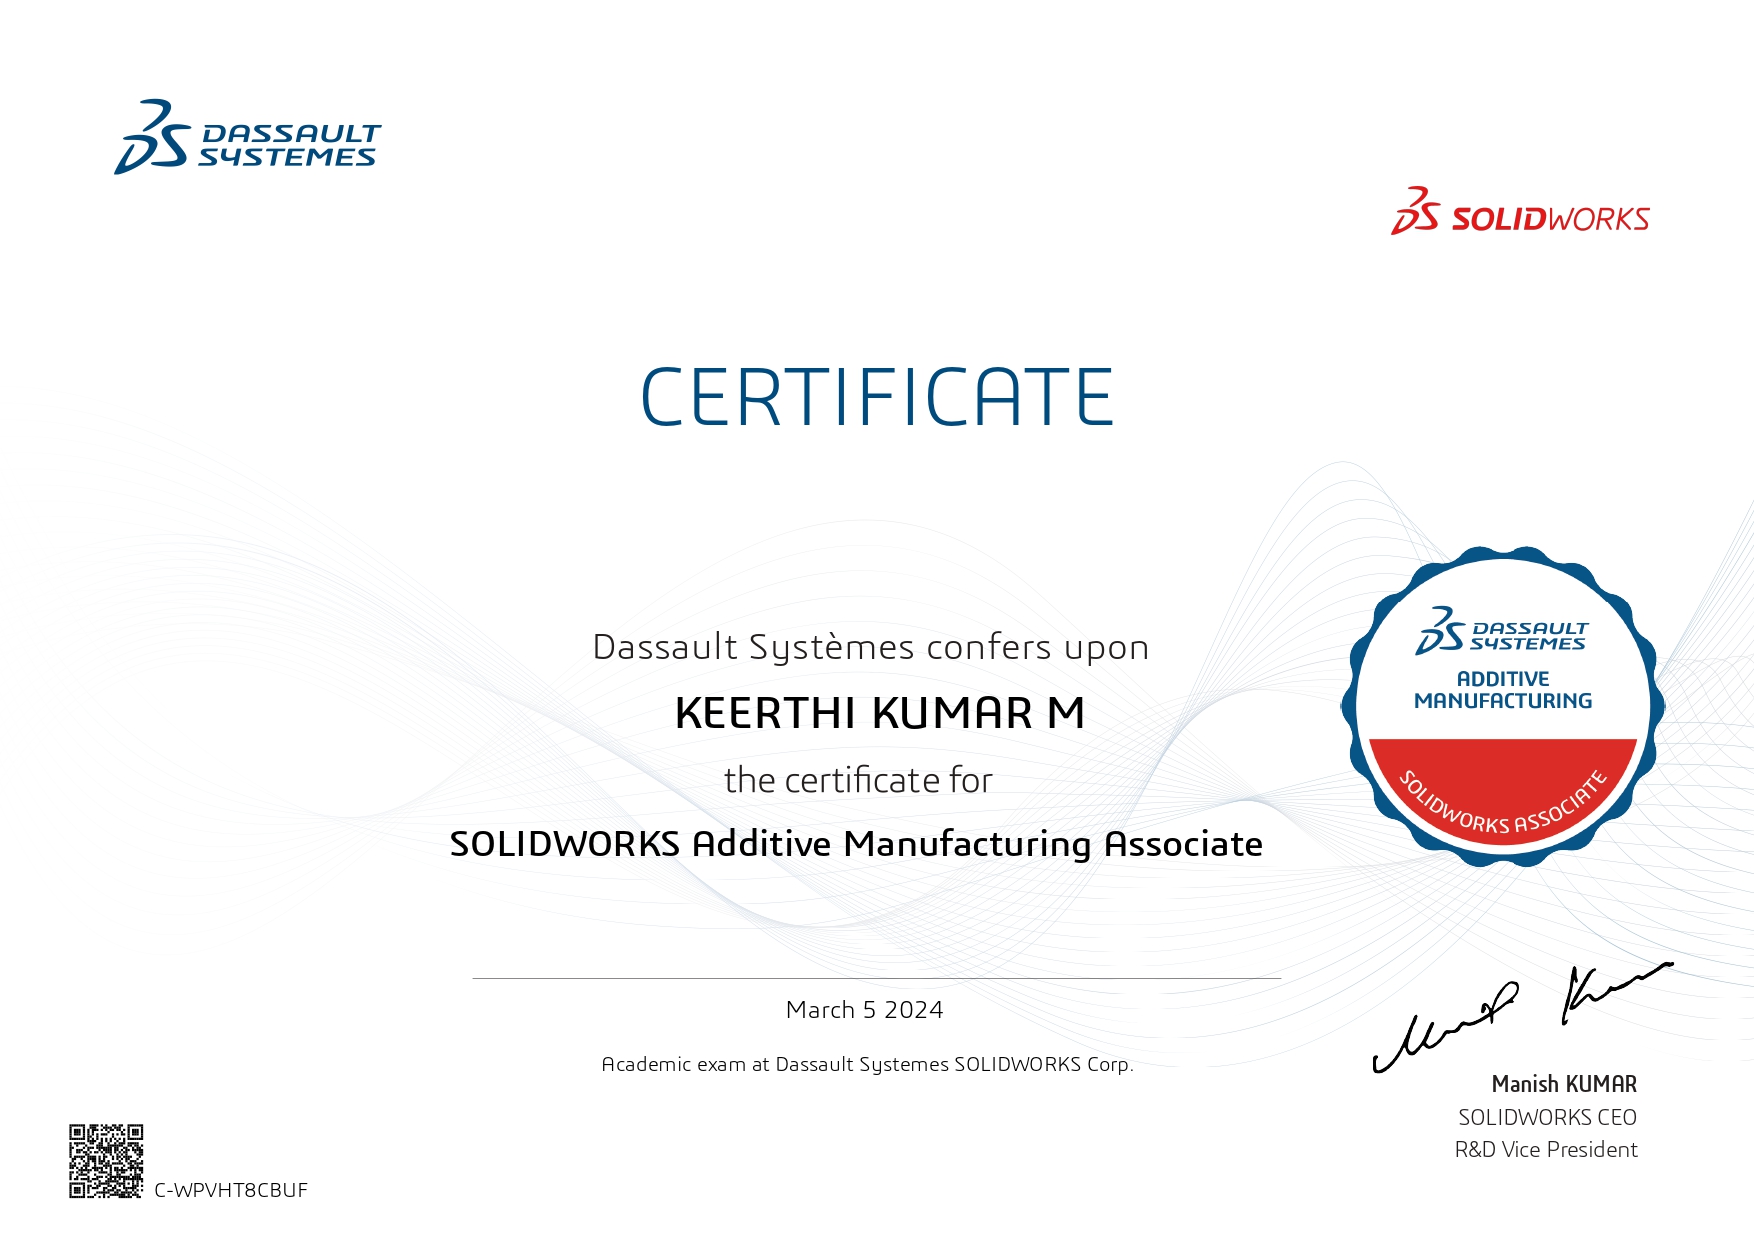 DASSAULT
SYSTEMES
SOLIDWORKS
CERTIFICATE
Dassault Systèmes confers upon
KEERTHI KUMAR M
the certificate for
SOLIDWORKS Additive Manufacturing Associate
DASSAULT
SYSTEMES
ADDITIVE
MANUFACTURING
SOLIDWORKS ASSOCIATE
March 5 2024
Academic exam at Dassault Systemes SOLIDWORKS Corp.
Manish KUMAR
SOLIDWORKS CEO
R&D Vice President
C-WPVHT8CBUF